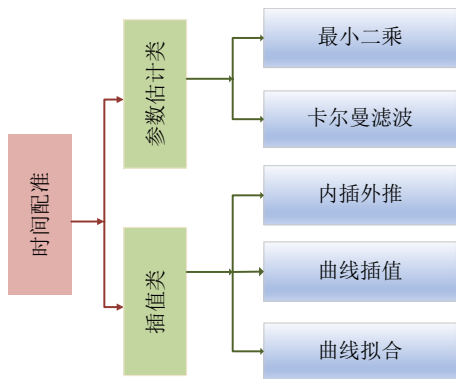 时间配准
参数估计类
最小二乘
卡尔曼滤波
插值类
内插外推
曲线插值
曲线拟合